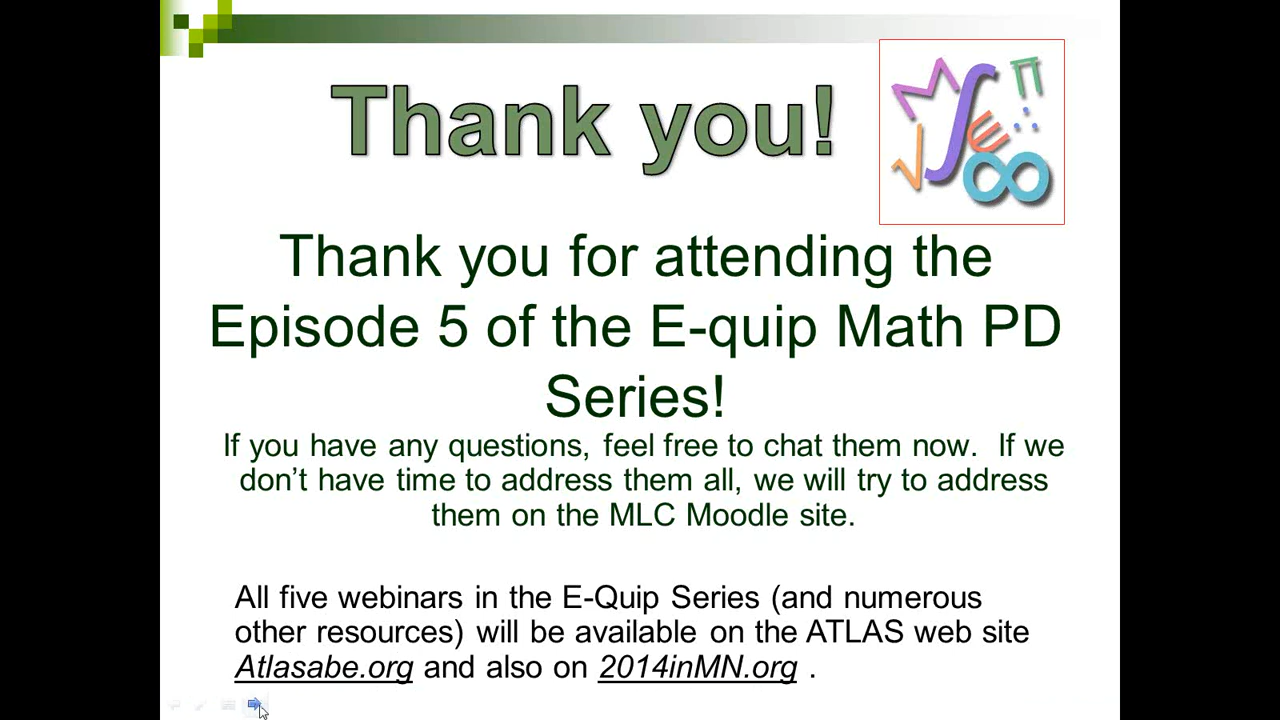 Thank you!
Thank you for attending the
Episode 5 of the E-quip Math PD
Series!
If you have any questions, feel free to chat them now.  If we
don't have time to address them all, we will try to address
them on the MLC Moodle site.
All five webinars in the E-Quip Series (and numerous
other resources) will be available on the ATLAS web site
Atlasabe.org and also on 2014inMN.org .